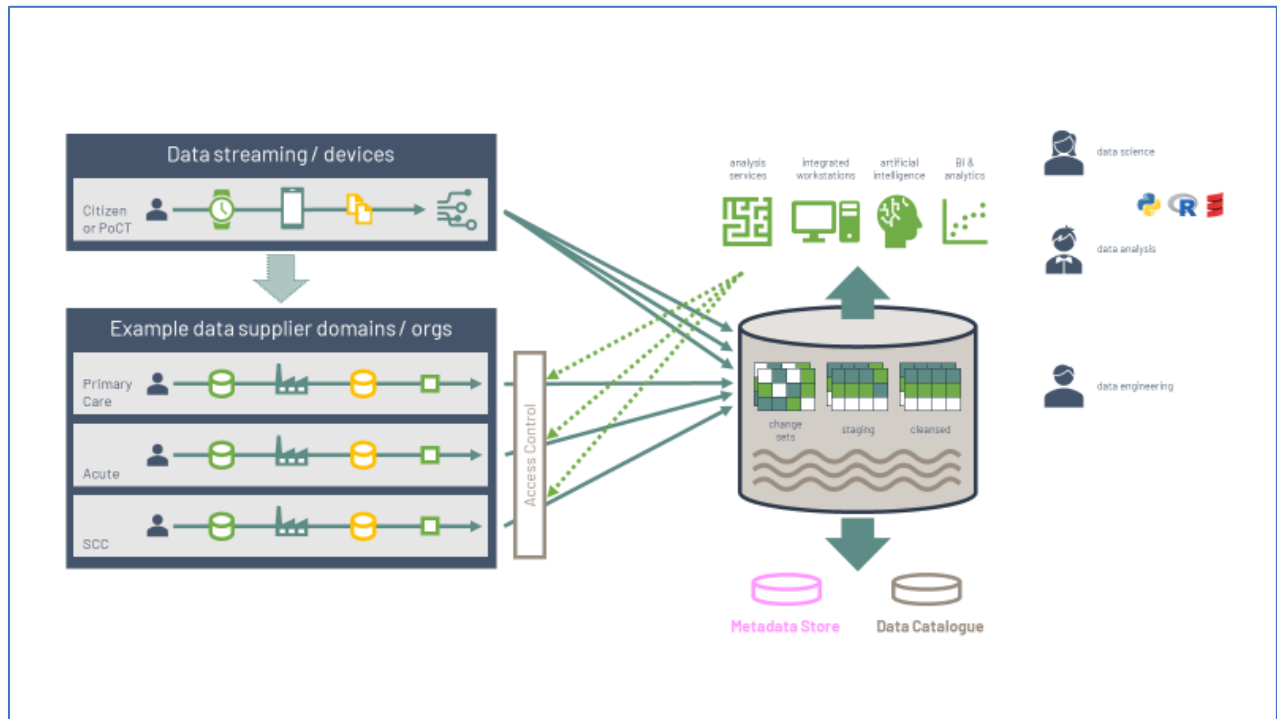 Data streaming / devices
Citizen
or PoCT
Example data supplier domains / orgs
Primary
Care
Acute
SCC
Access Control
analysis
services
integrated
workstations
artificial
intelligence
BI &
analytics
change
sets
staging
cleansed
Metadata Store
Data Catalogue
data science
R
data analysis
data engineering